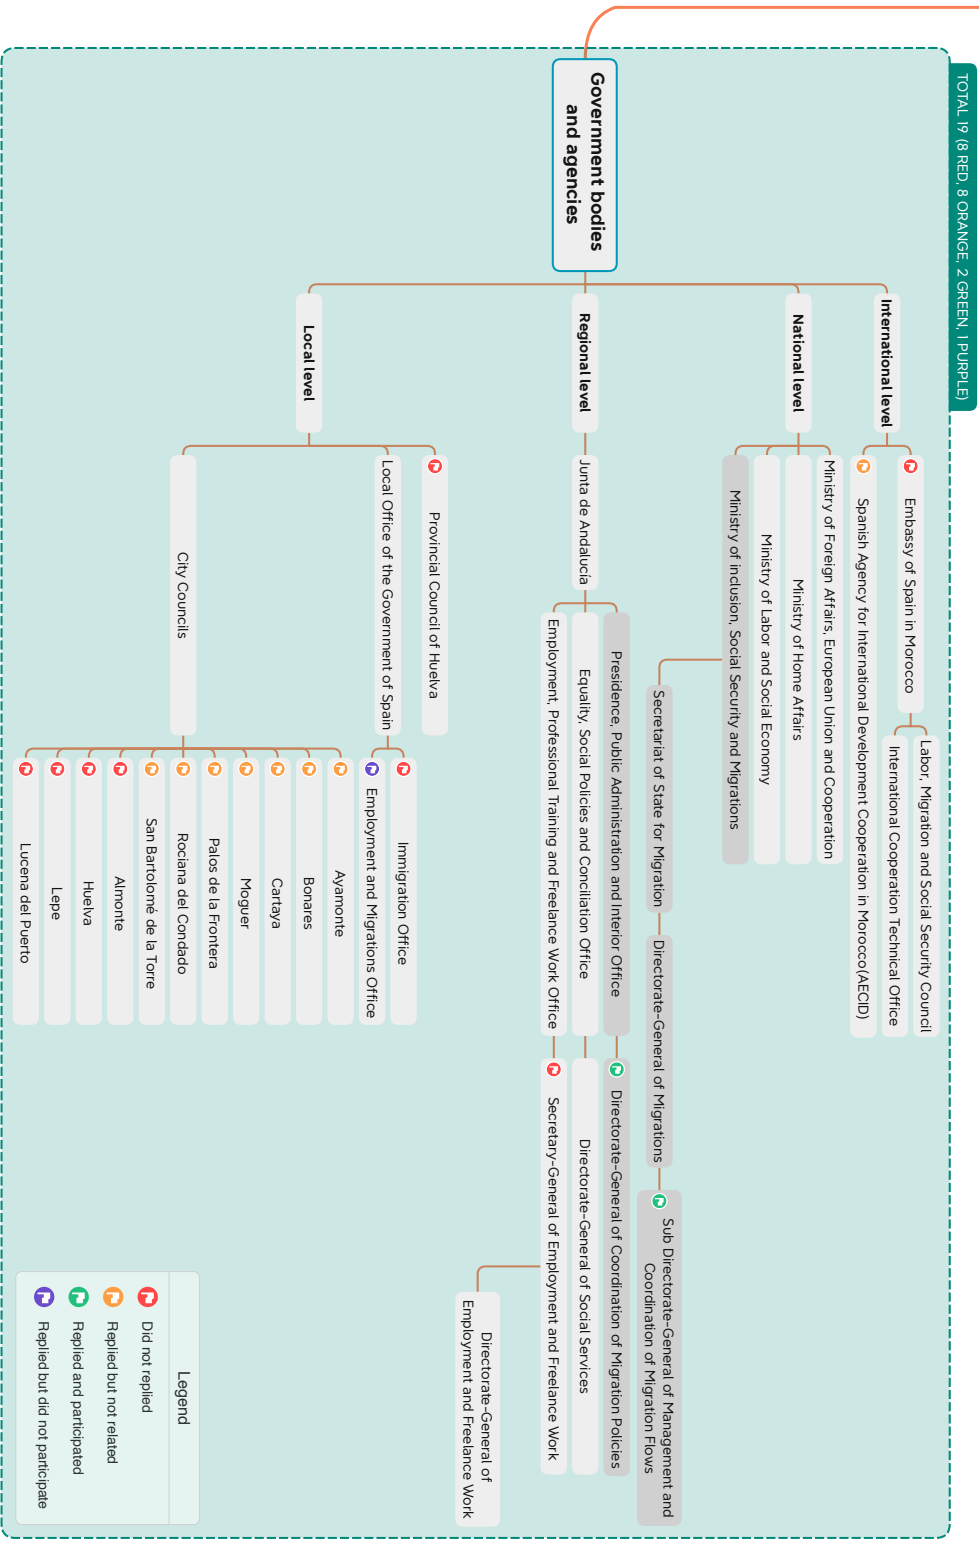 TOTAL 19 (8 RED, 8 ORANGE, 2 GREEN, 1 PURPLE)
Government bodies
and agencies
International level
Embassy of Spain in Morocco
Labor, Migration and Social Security Council
International Cooperation Technical Office
Spanish Agency for International Development Cooperation in Morocco(AECID)
National level
Ministry of Foreign Affairs, European Union and Cooperation
Ministry of Home Affairs
Ministry of Labor and Social Economy
Ministry of inclusion, Social Security and Migrations
Secretariat of State for Migration
Directorate-General of Migrations
Sub Directorate-General of Management and
Coordination of Migration Flows
Regional level
Junta de Andalucia
Presidence, Public Administration and Interior Office
Directorate-General of Coordination of Migration Policies
Equality, Social Policies and Conciliation Office
Directorate-General of Social Services
Employment, Professional Training and Freelance Work Office
Secretary-General of Employment and Freelance Work
Directorate-General of
Employment and Freelance Work
Local level
Provincial Council of Huelva
Local Office of the Government of Spain
Immigration Office
Employment and Migrations Office
City Councils
Ayamonte
Bonares
Cartaya
Moguer
Palos de la Frontera
Rociana del Condado
San Bartolomé de la Torre
Almonte
Huelva
Lepe
Lucena del Puerto
Legend
Did not replied
Replied but not related
Replied and participated
Replied but did not participate